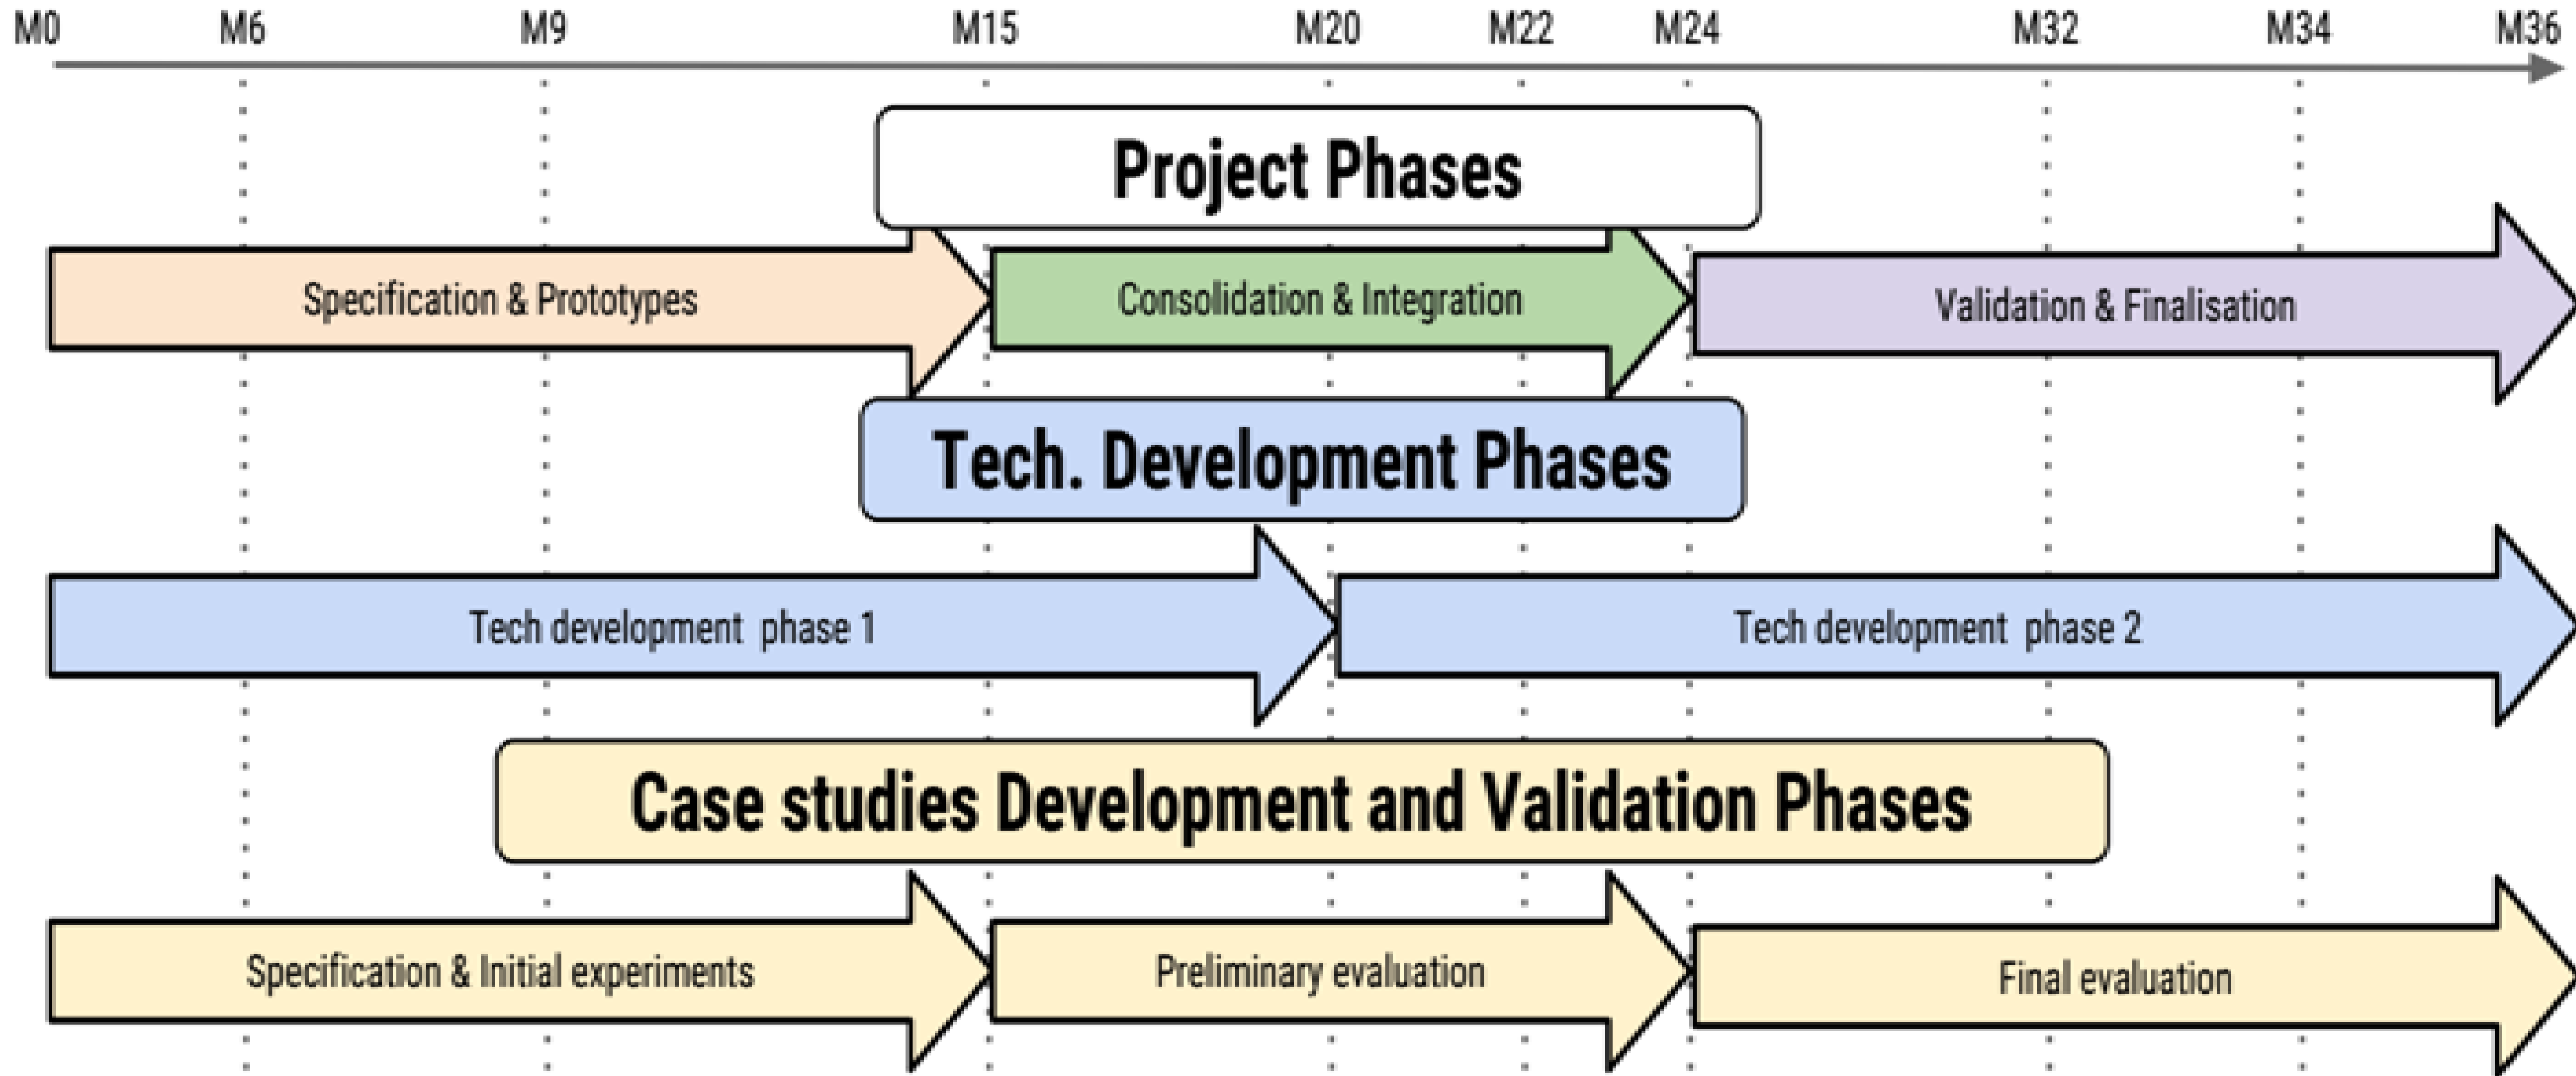 M0 M6 M9 M15 M20 M22 M24 M32 M34 M36
Project Phases
Specification & Prototypes
Consolidation & Integration
Validation & Finalisation
Tech. Development Phases
Tech development phase 1
Tech development phase 2
Case studies Development and Validation Phases
Specification & Initial experiments
Preliminary evaluation
Final evaluation